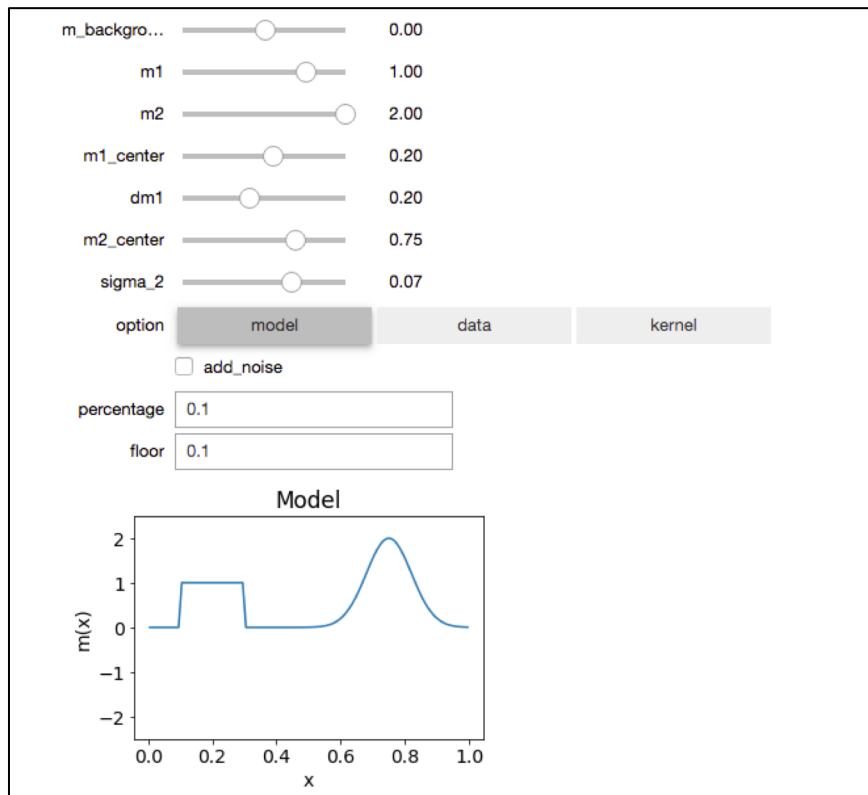 m_backgro... 0.00
m1 1.00
m2 2.00
m1_center 0.20
dm1 0.20
m2_center 0.75
sigma_2 0.07
option model data kernel
add_noise
percentage 0.1
floor 0.1
Model
2
1
0
−1
−2
m(x)
0.0 0.2 0.4 0.6 0.8 1.0
x